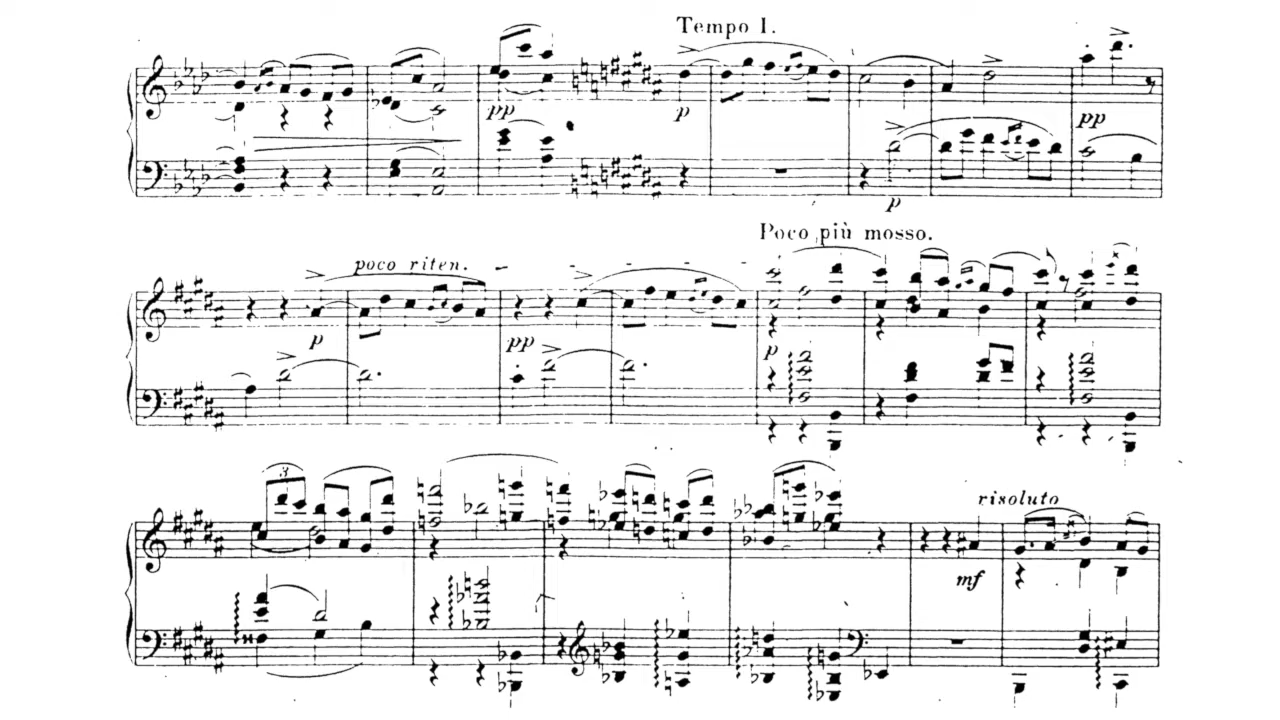 Tempo I.
pp
p
pp
p
Poco più mosso.
poco riten.
p
pp
p
3
risoluto
mf